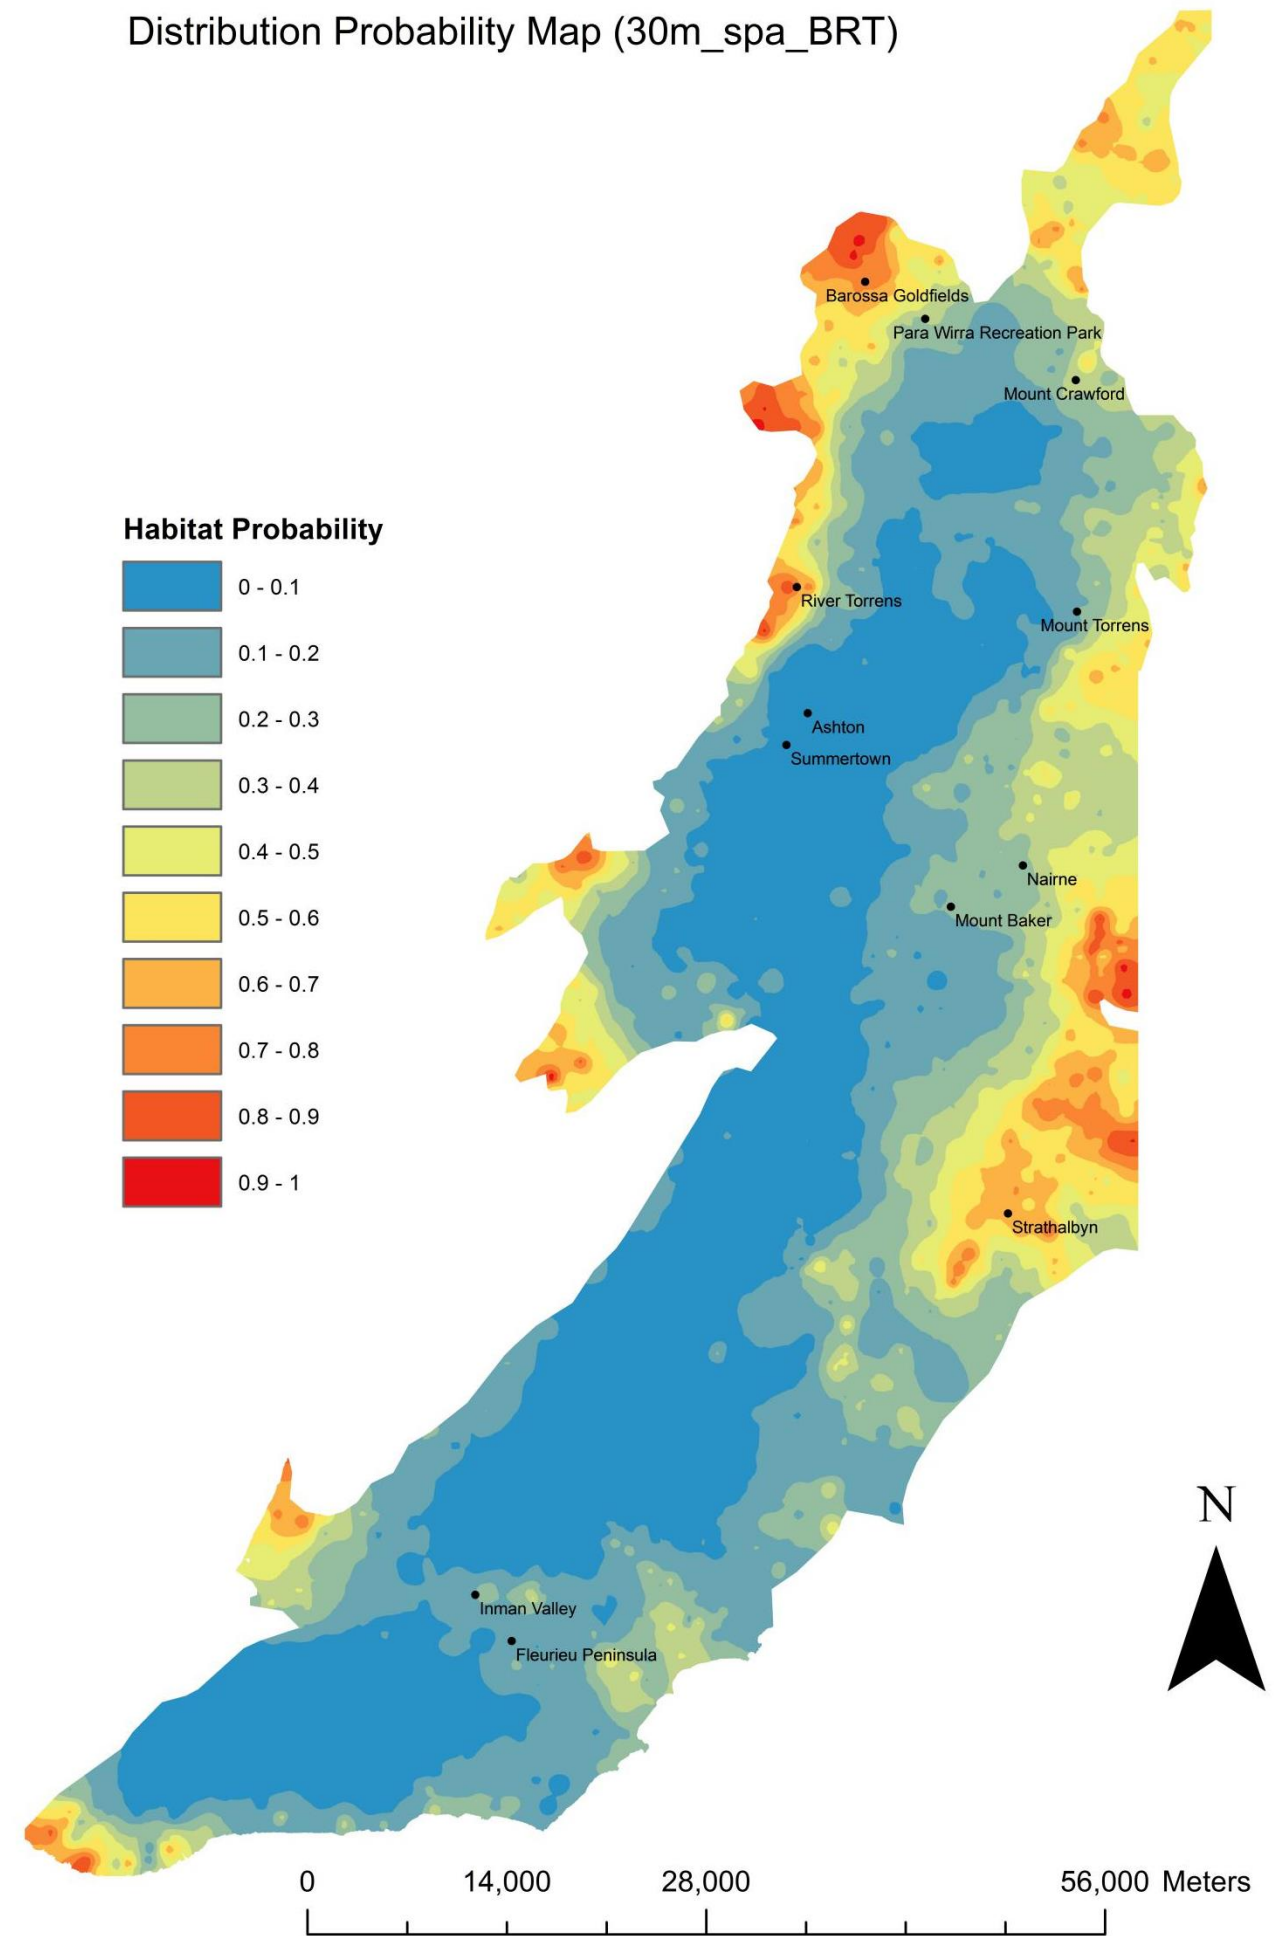 Distribution Probability Map (30m_spa_BRT)
Barossa Goldfields
Para Wirra Recreation Park
Mount Crawford
Habitat Probability
0 - 0.1
0.1 - 0.2
0.2 - 0.3
0.3 - 0.4
0.4 - 0.5
0.5 - 0.6
0.6 - 0.7
0.7 - 0.8
0.8 - 0.9
0.9 - 1
River Torrens
Mount Torrens
Ashton
Summertown
Nairne
Mount Baker
Strathalbyn
N
Inman Valley
Fleurieu Peninsula
0 14,000 28,000 56,000 Meters